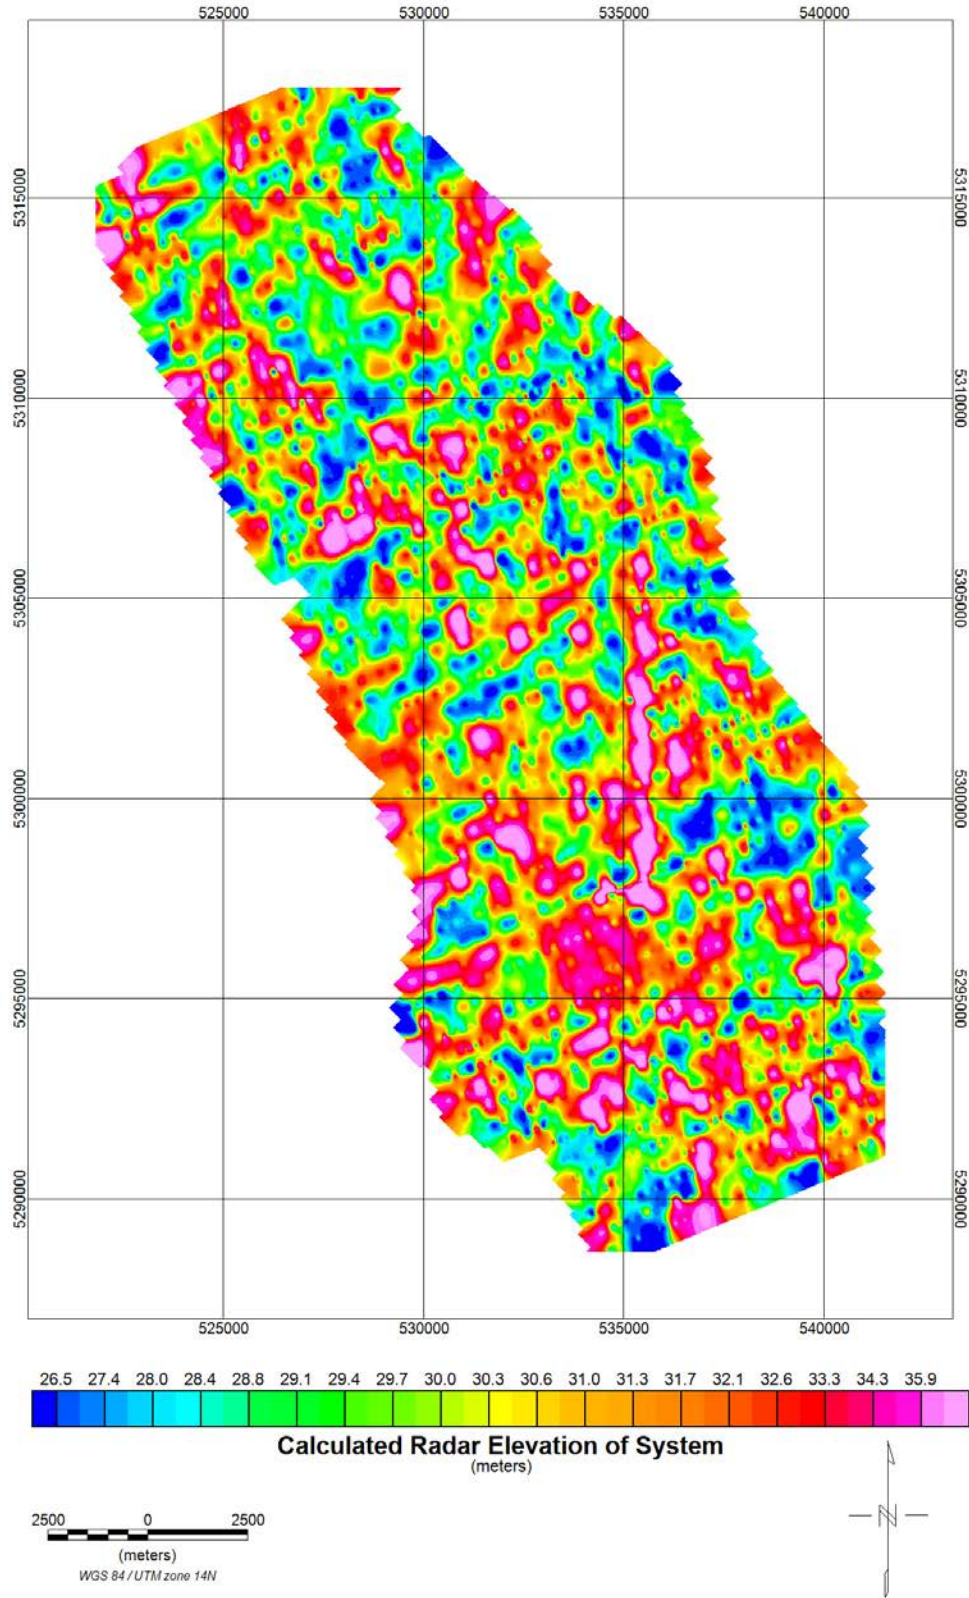 525000 530000 535000 540000
5315000 5315000
5310000 5310000
5305000 5305000
5300000 5300000
5295000 5295000
5290000 5290000
525000 530000 535000 540000
26.5 27.4 28.0 28.4 28.8 29.1 29.4 29.7 30.0 30.3 30.6 31.0 31.3 31.7 32.1 32.6 33.3 34.3 35.9
Calculated Radar Elevation of System
(meters)
2500 0 2500
(meters)
WGS 84 / UTM zone 14N
N